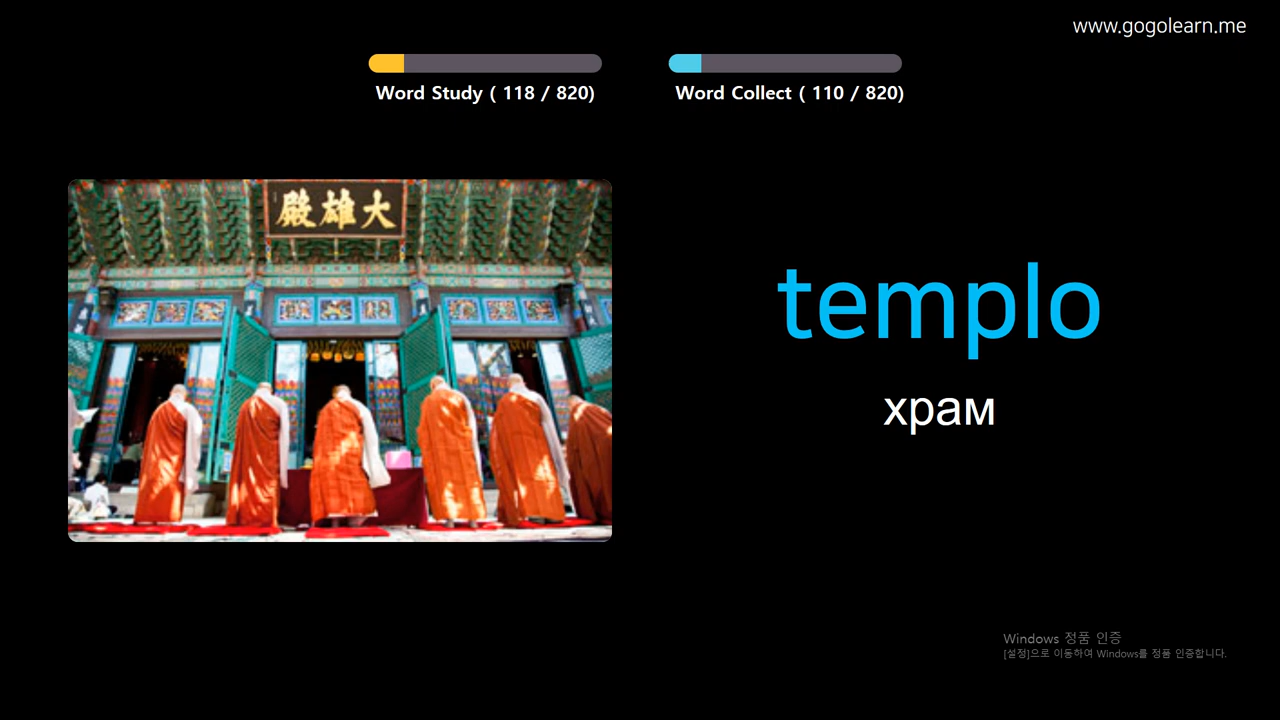 www.gogolearn.me
Word Study ( 118 / 820)
Word Collect ( 110 / 820)
殿雄大
templo
храм
Windows 정품 인증
[설정]으로 이동하여 Windows를 정품 인증합니다.